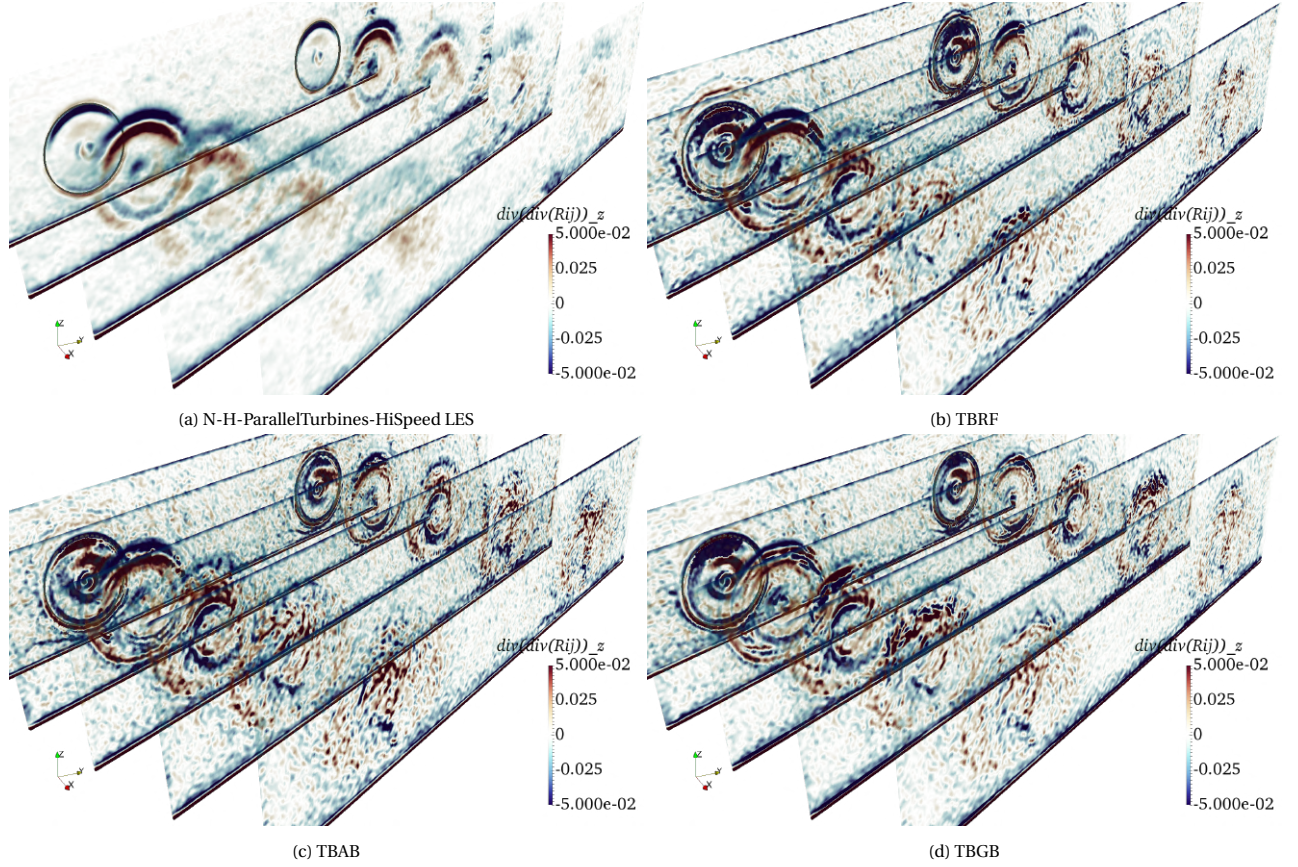 div(div(Rij))_z
5.000e-02
0.025
0
-0.025
-5.000e-02
Z
Y
X
(a) N-H-ParallelTurbines-HiSpeed LES
div(div(Rij))_z
5.000e-02
0.025
0
-0.025
-5.000e-02
Z
Y
X
(b) TBRF
div(div(Rij))_z
5.000e-02
0.025
0
-0.025
-5.000e-02
Z
Y
X
(c) TBAB
div(div(Rij))_z
5.000e-02
0.025
0
-0.025
-5.000e-02
Z
Y
X
(d) TBGB